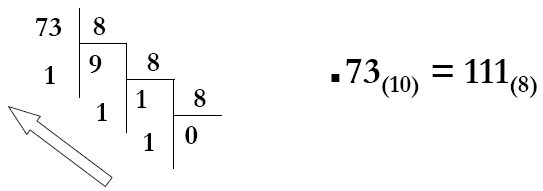 73 8
1 9 8
1 1 8
1 0
▪73(10) = 111(8)